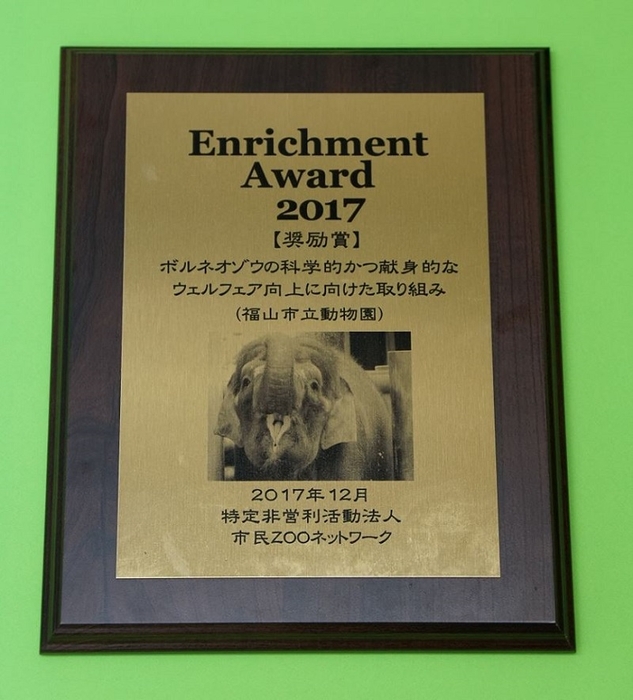 Enrichment
Award
2017
【奨励賞】
ボルネオゾウの科学的かつ献身的な
ウェルフェア向上に向けた取り組み
(福山市立動物園)
2017年12月
特定非営利活動法人
市民ZOOネットワーク